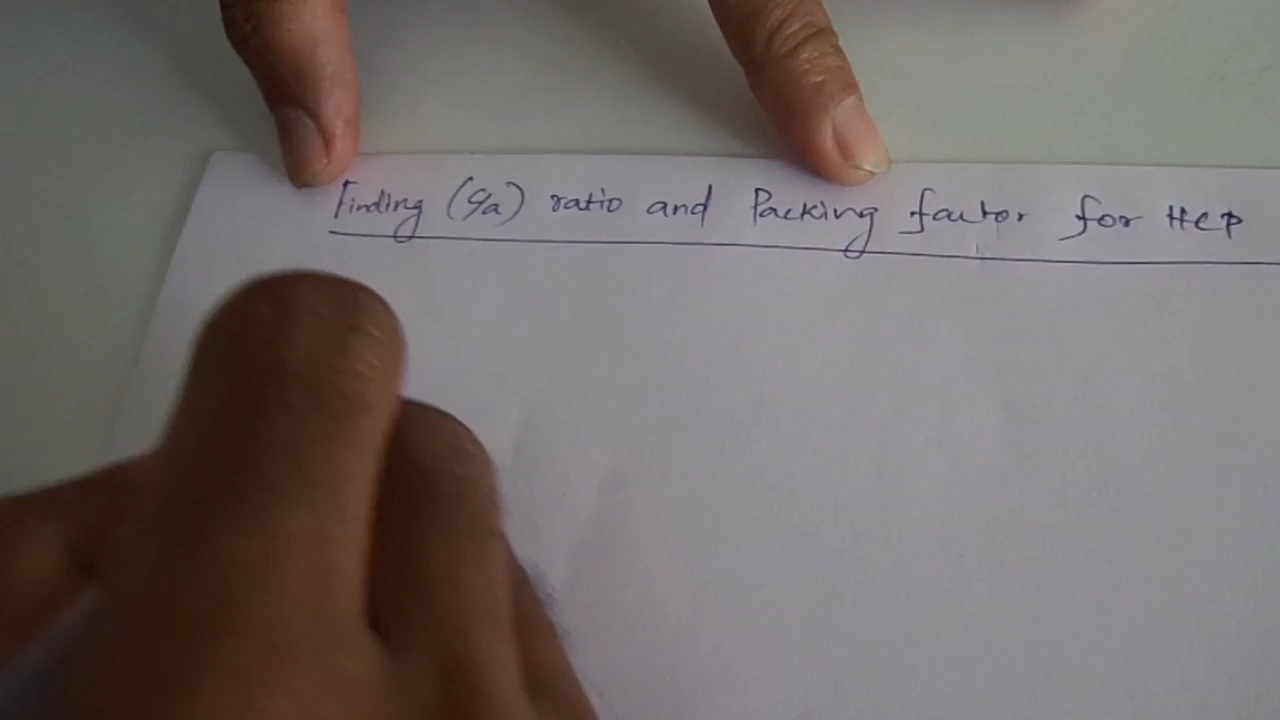 Finding (c/a) ratio and Packing factor for HCP